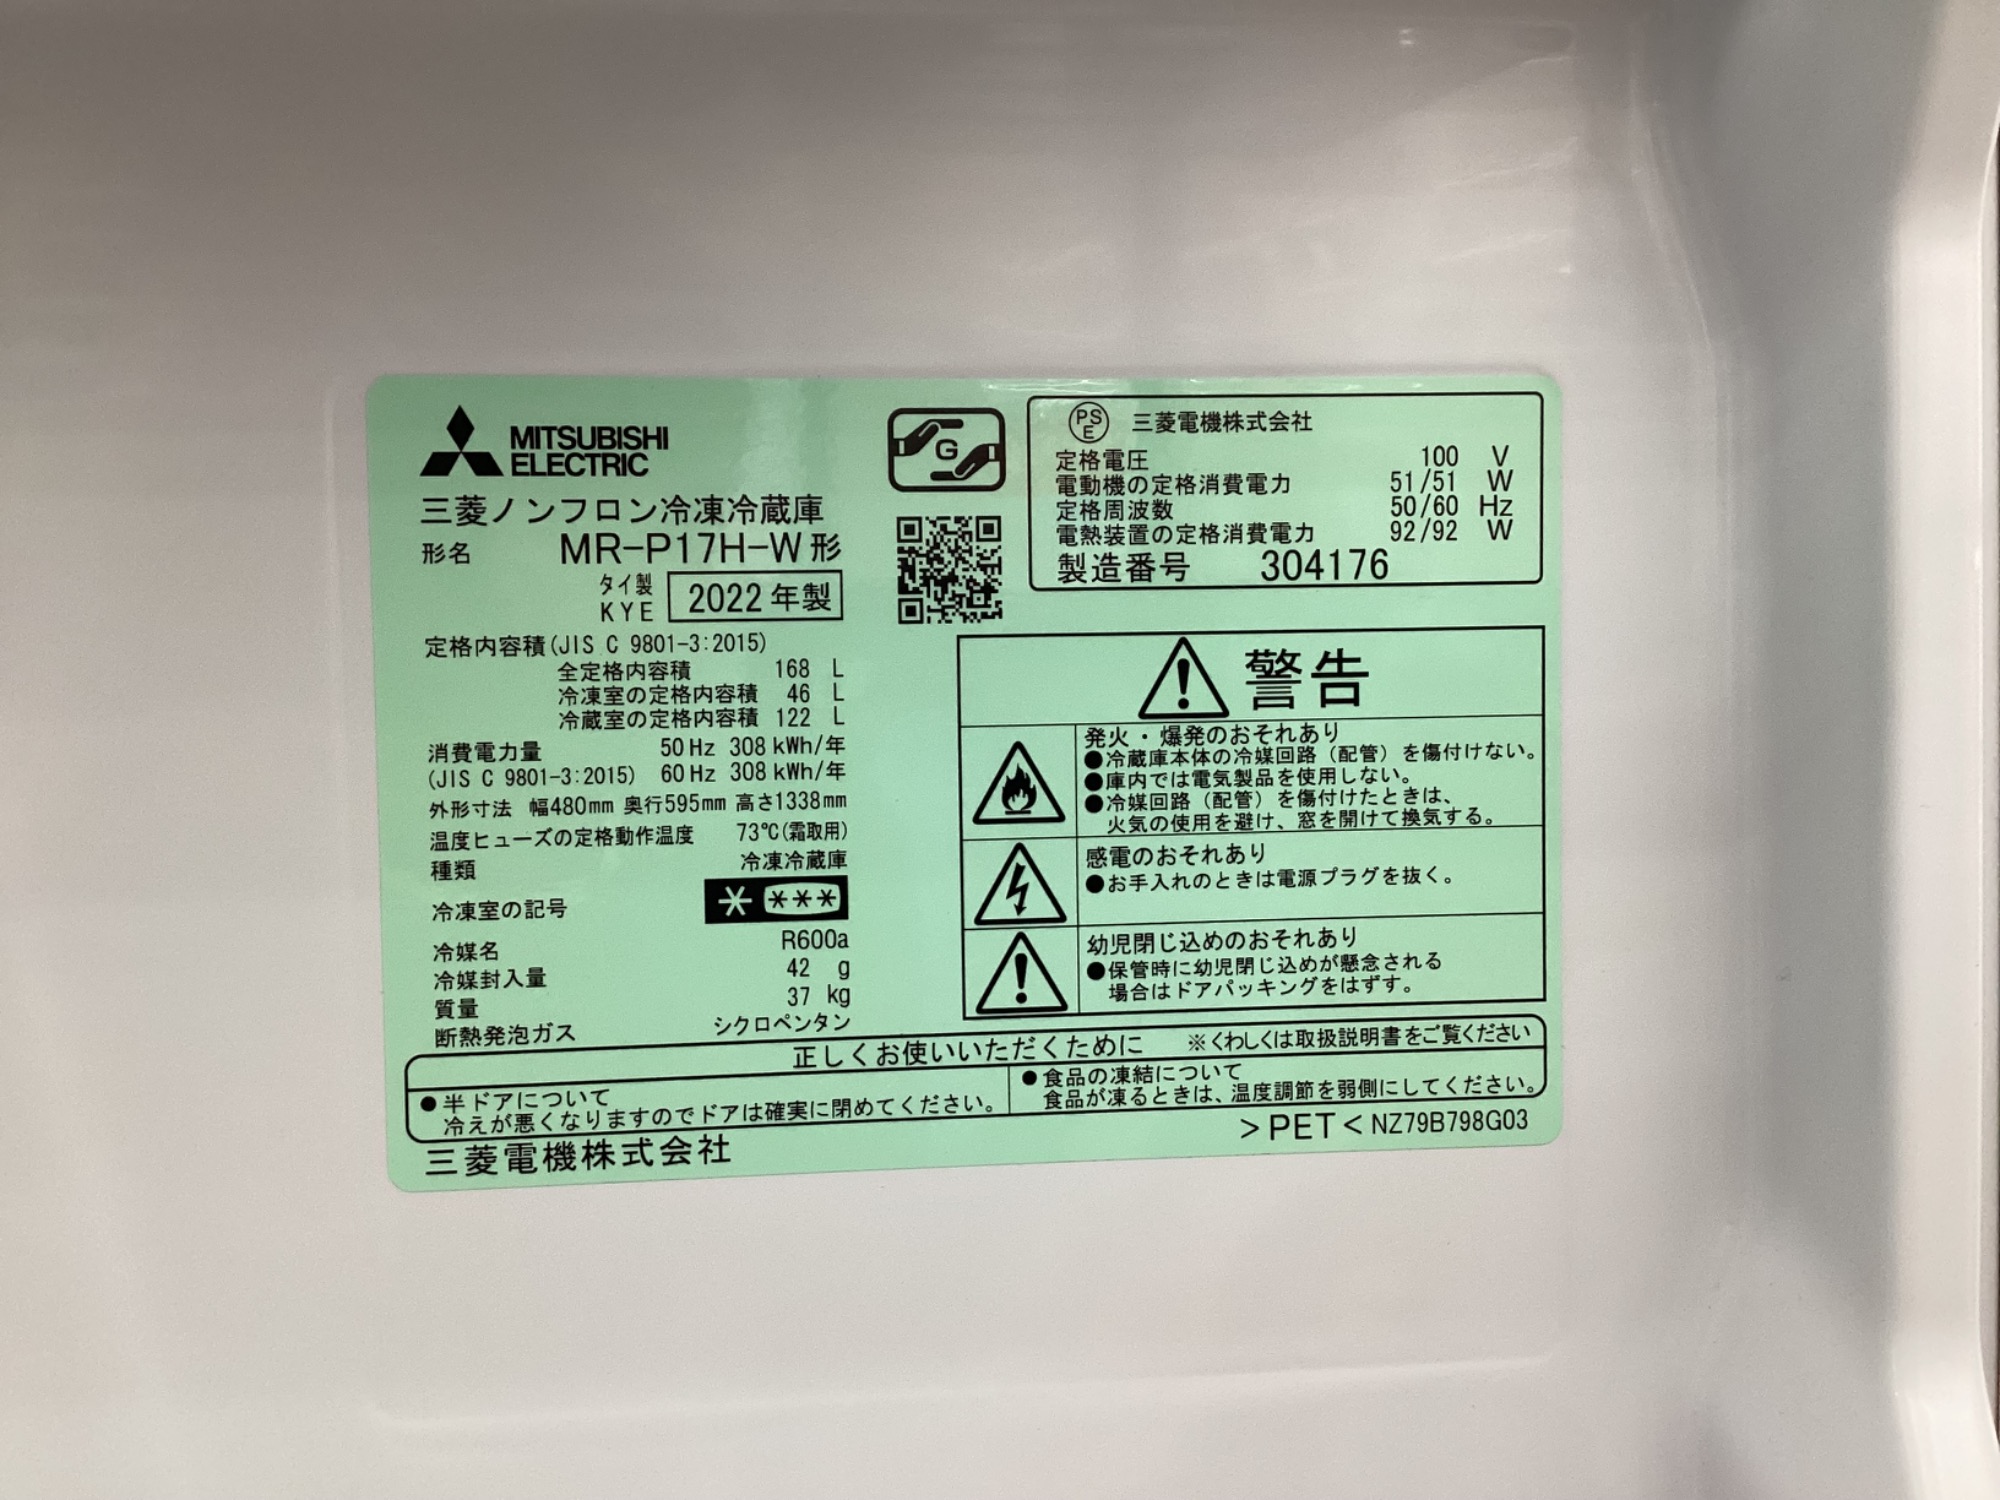 MITSUBISHI
ELECTRIC
三菱ノンフロン冷凍冷蔵庫
形名 MR-P17H-W形
タイ製
KYE 2022年製
定格内容積(JIS C 9801-3:2015)
全定格内容積 168 L
冷凍室の定格内容積 46 L
冷蔵室の定格内容積 122 L
消費電力量 50Hz 308kWh/年
(JIS C 9801-3:2015) 60Hz 308kWh/年
外形寸法 幅480mm 奥行595mm 高さ1338mm
温度ヒューズの定格動作温度 73℃(霜取用)
種類 冷凍冷蔵庫
冷凍室の記号 * ***
冷媒名 R600a
冷媒封入量 42 g
質量 37 kg
断熱発泡ガス シクロペンタン
G
PSE 三菱電機株式会社
定格電圧 100 V
電動機の定格消費電力 51/51 W
定格周波数 50/60 Hz
電熱装置の定格消費電力 92/92 W
製造番号 304176
警告
発火・爆発のおそれあり
●冷蔵庫本体の冷媒回路（配管）を傷付けない。
●庫内では電気製品を使用しない。
●冷媒回路（配管）を傷付けたときは、
火気の使用を避け、窓を開けて換気する。
感電のおそれあり
●お手入れのときは電源プラグを抜く。
幼児閉じ込めのおそれあり
●保管時に幼児閉じ込めが懸念される
場合はドアパッキングをはずす。
正しくお使いいただくために ※くわしくは取扱説明書をご覧ください
●半ドアについて
冷えが悪くなりますのでドアは確実に閉めてください。
●食品の凍結について
食品が凍るときは、温度調節を弱側にしてください。
三菱電機株式会社
>PET< NZ79B798G03